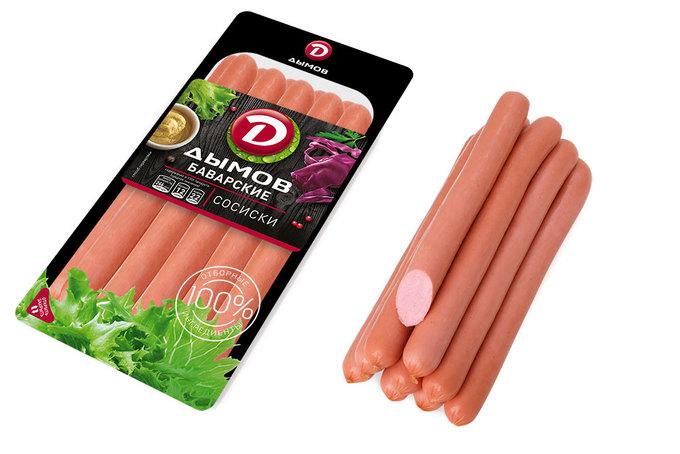 Д
ДЫМОВ
Д
ДЫМОВ
БАВАРСКИЕ
СОСИСКИ
ОТБОРНЫЕ
100%
ИНГРЕДИЕНТЫ